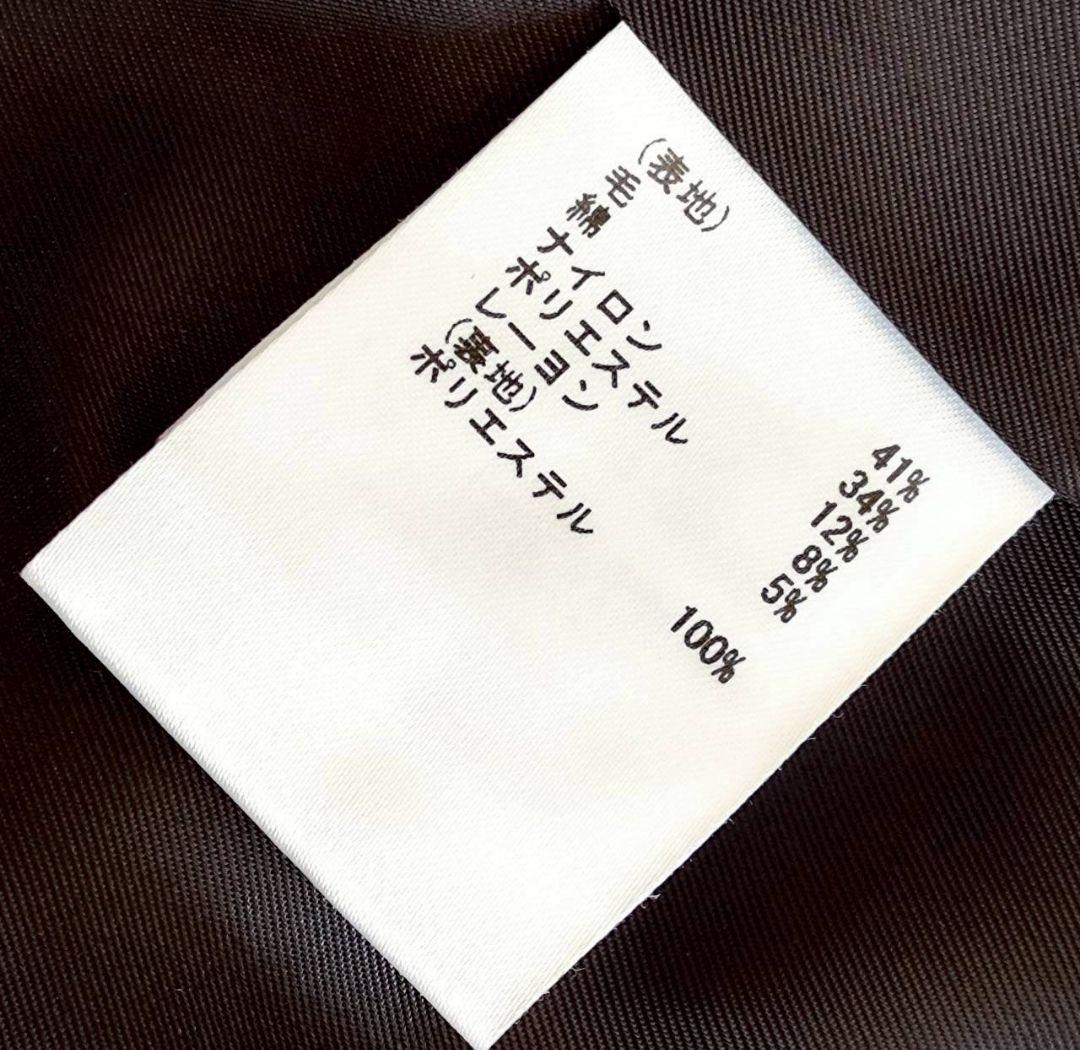 (表地)
毛 41%
綿 34%
ナイロン 12%
ポリエステル 8%
レーヨン 5%
(裏地)
ポリエステル 100%